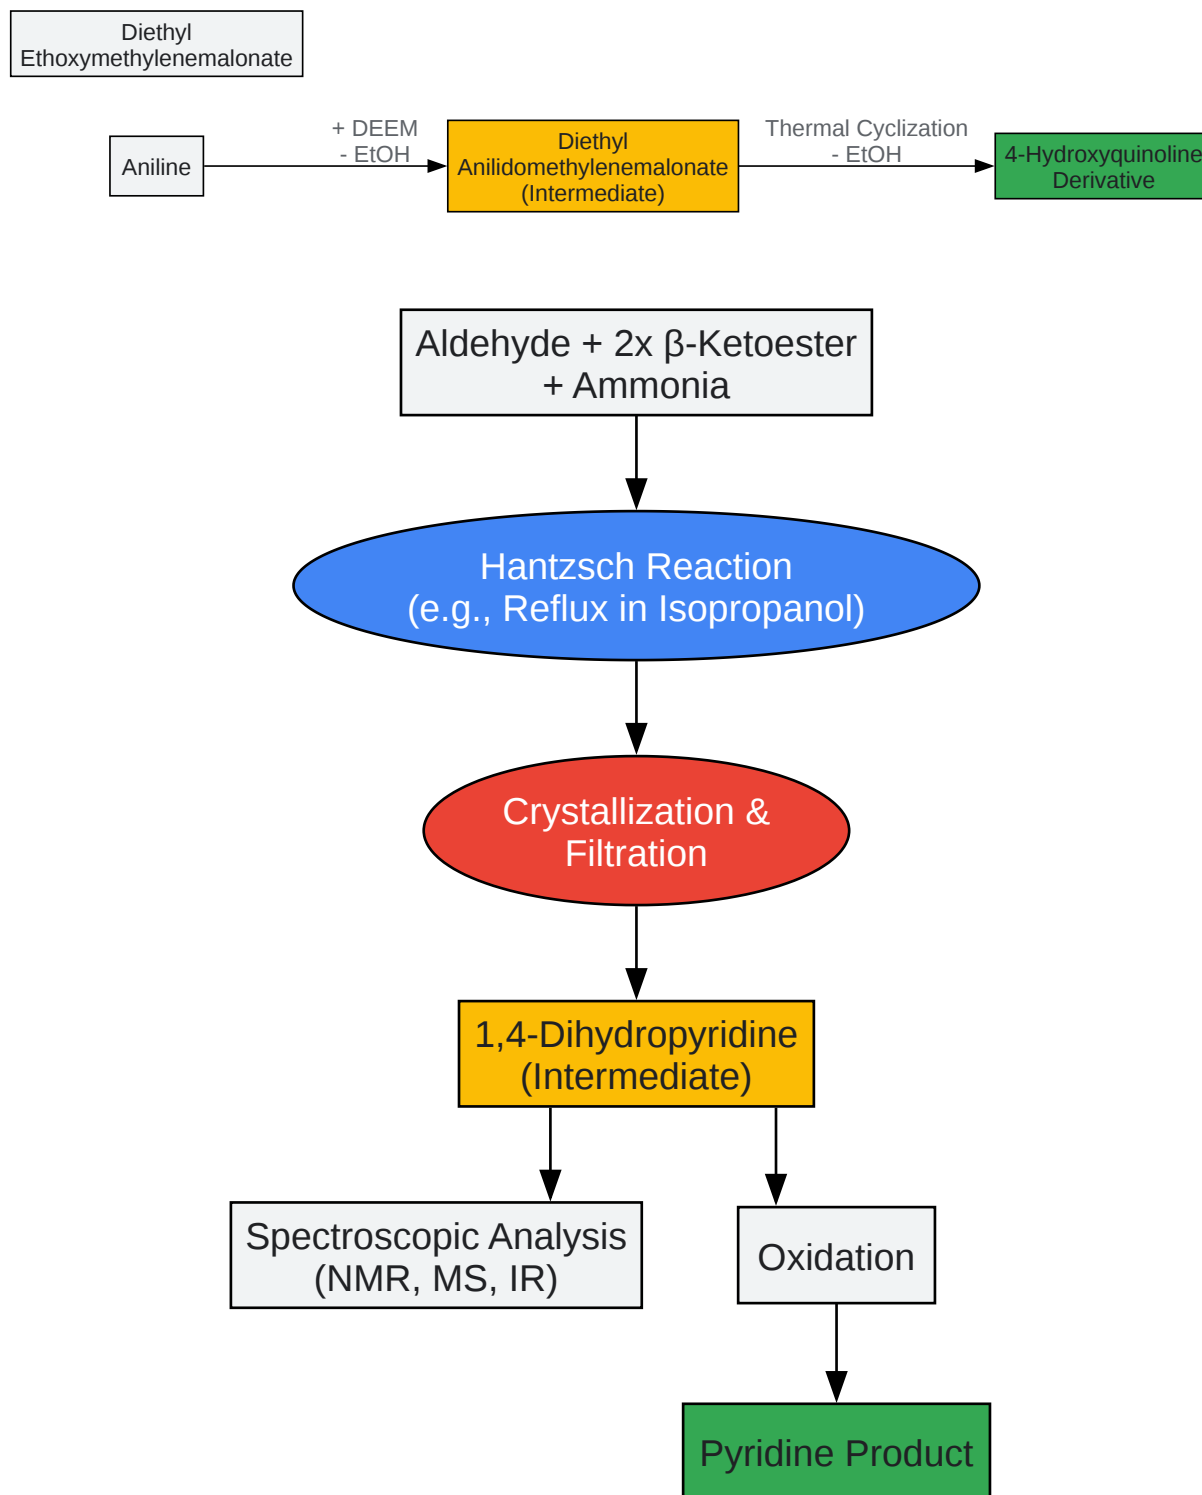 Diethyl
Ethoxymethylenemalonate
Aniline
+ DEEM
- EtOH
Diethyl
Anilidomethylenemalonate
(Intermediate)
Thermal Cyclization
- EtOH
4-Hydroxyquinoline
Derivative
Aldehyde + 2x β-Ketoester
+ Ammonia
Hantzsch Reaction
(e.g., Reflux in Isopropanol)
Crystallization &
Filtration
1,4-Dihydropyridine
(Intermediate)
Spectroscopic Analysis
(NMR, MS, IR)
Oxidation
Pyridine Product